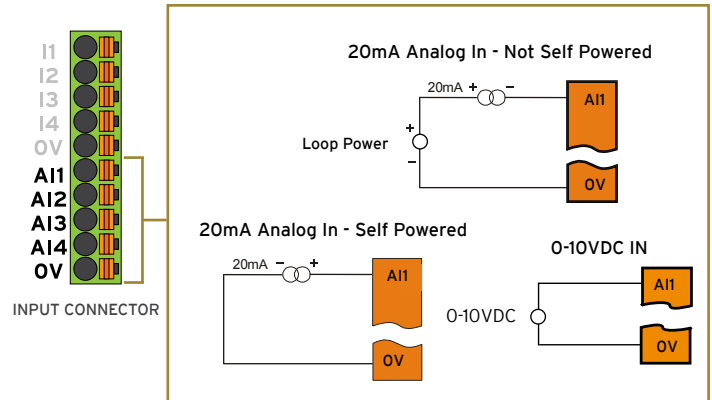 I1
I2
I3
I4
0V
AI1
AI2
AI3
AI4
0V
INPUT CONNECTOR
20mA Analog In - Not Self Powered
20mA + -
AI1
+
Loop Power
-
0V
20mA Analog In - Self Powered
20mA - +
AI1
0V
0-10VDC IN
AI1
0-10VDC
0V